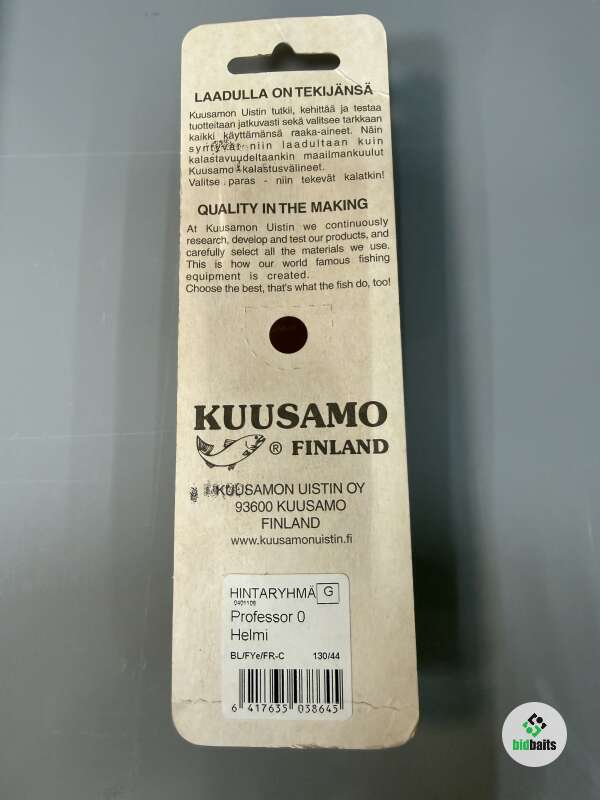 LAADULLA ON TEKIJÄNSÄ
Kuusamon Uistin tutkii, kehittää ja testaa
tuotteitaan jatkuvasti sekä valitsee tarkkaan
kaikki käyttämänsä raaka-aineet. Näin
syntyvät niin laadultaan kuin
kalastavuudeltaankin maailmankuulut
Kuusamo kalastusvälineet.
Valitse paras - niin tekevät kalatkin!
QUALITY IN THE MAKING
At Kuusamon Uistin we continuously
research, develop and test our products, and
carefully select all the materials we use.
This is how our world famous fishing
equipment is created.
Choose the best, that's what the fish do, too!
KUUSAMO
® FINLAND
KUUSAMON UISTIN OY
93600 KUUSAMO
FINLAND
www.kuusamonuistin.fi
HINTARYHMÄ G
0401106
Professor 0
Helmi
BL/FYe/FR-C 130/44
6 417635 038645
bidbaits